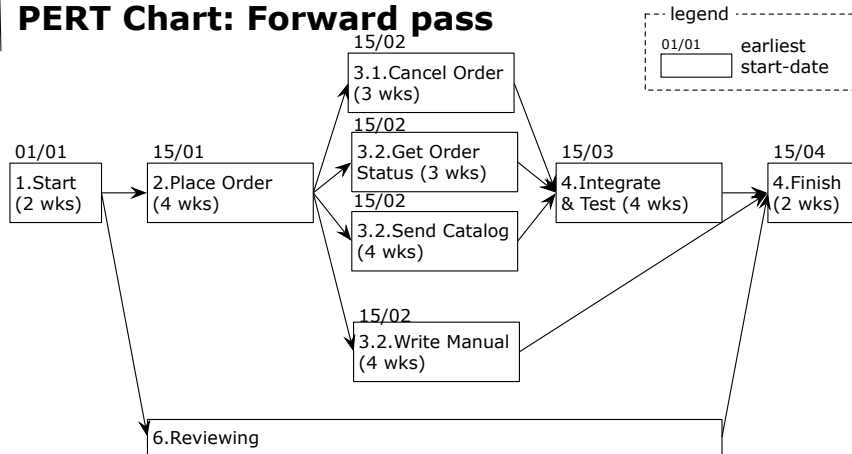 PERT Chart: Forward pass
legend
01/01
earliest
start-date
01/01
1.Start
(2 wks)
15/01
2.Place Order
(4 wks)
15/02
3.1.Cancel Order
(3 wks)
15/02
3.2.Get Order
Status (3 wks)
15/02
3.2.Send Catalog
(4 wks)
15/02
3.2.Write Manual
(4 wks)
15/03
4.Integrate
& Test (4 wks)
15/04
4.Finish
(2 wks)
6.Reviewing